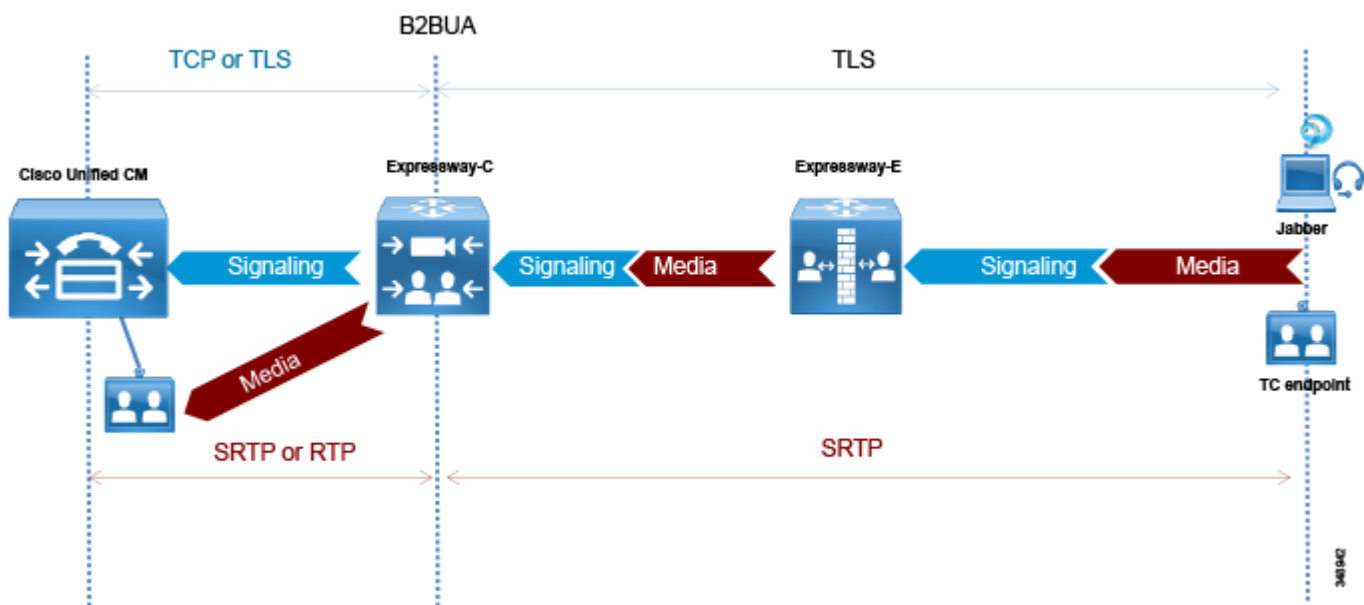 B2BUA
TCP or TLS
TLS
Cisco Unified CM
Expressway-C
Expressway-E
Jabber
Signaling
Signaling
Media
Signaling
Media
Media
TC endpoint
SRTP or RTP
SRTP
348942